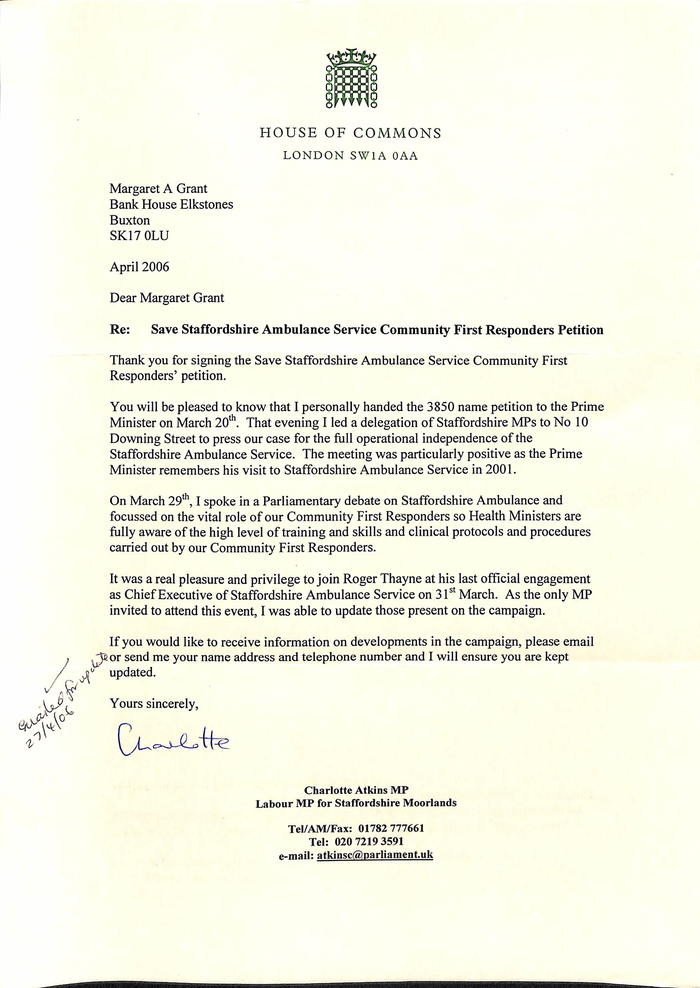 HOUSE OF COMMONS
LONDON SW1A 0AA
Margaret A Grant
Bank House Elkstones
Buxton
SK17 0LU
April 2006
Dear Margaret Grant
Re: Save Staffordshire Ambulance Service Community First Responders Petition
Thank you for signing the Save Staffordshire Ambulance Service Community First
Responders' petition.
You will be pleased to know that I personally handed the 3850 name petition to the Prime
Minister on March 20th. That evening I led a delegation of Staffordshire MPs to No 10
Downing Street to press our case for the full operational independence of the
Staffordshire Ambulance Service. The meeting was particularly positive as the Prime
Minister remembers his visit to Staffordshire Ambulance Service in 2001.
On March 29th, I spoke in a Parliamentary debate on Staffordshire Ambulance and
focussed on the vital role of our Community First Responders so Health Ministers are
fully aware of the high level of training and skills and clinical protocols and procedures
carried out by our Community First Responders.
It was a real pleasure and privilege to join Roger Thayne at his last official engagement
as Chief Executive of Staffordshire Ambulance Service on 31st March. As the only MP
invited to attend this event, I was able to update those present on the campaign.
If you would like to receive information on developments in the campaign, please email
or send me your name address and telephone number and I will ensure you are kept
updated.
emailed for update
27/4/06
Yours sincerely,
Charlotte
Charlotte Atkins MP
Labour MP for Staffordshire Moorlands
Tel/AM/Fax: 01782 777661
Tel: 020 7219 3591
e-mail: atkinsc@parliament.uk